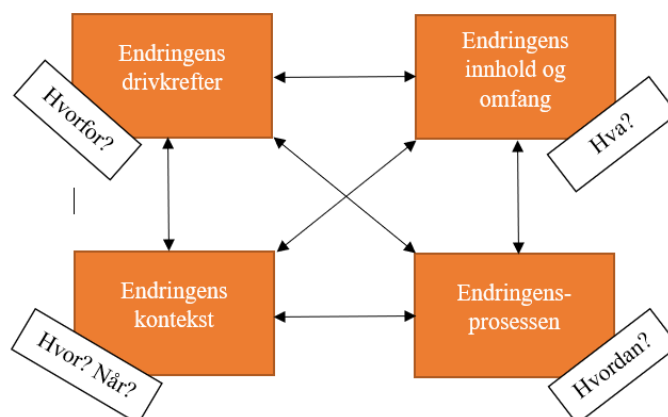 Endringens
drivkrefter
Hvorfor?
Endringens
innhold og
omfang
Hva?
Endringens
kontekst
Hvor? Når?
Endringens-
prosessen
Hvordan?